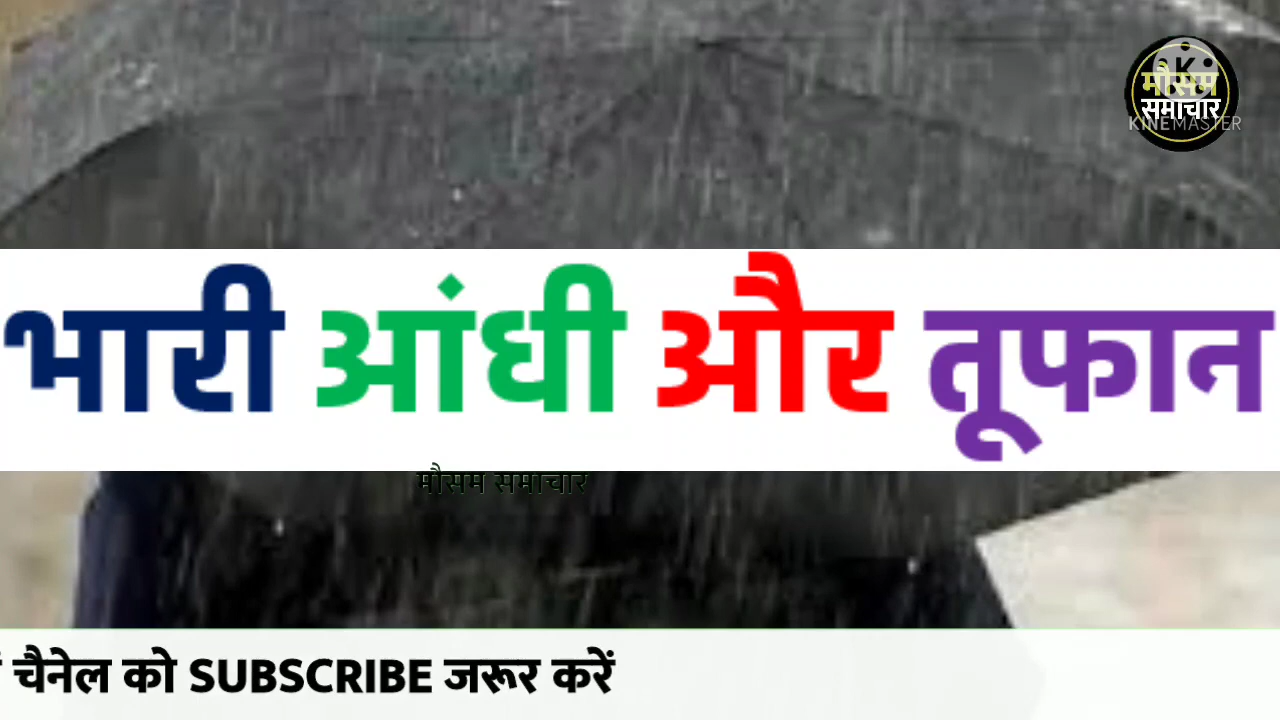 मौसम
समाचार
KINEMASTER
भारी आंधी और तूफान
मौसम समाचार
चैनेल को SUBSCRIBE जरूर करें